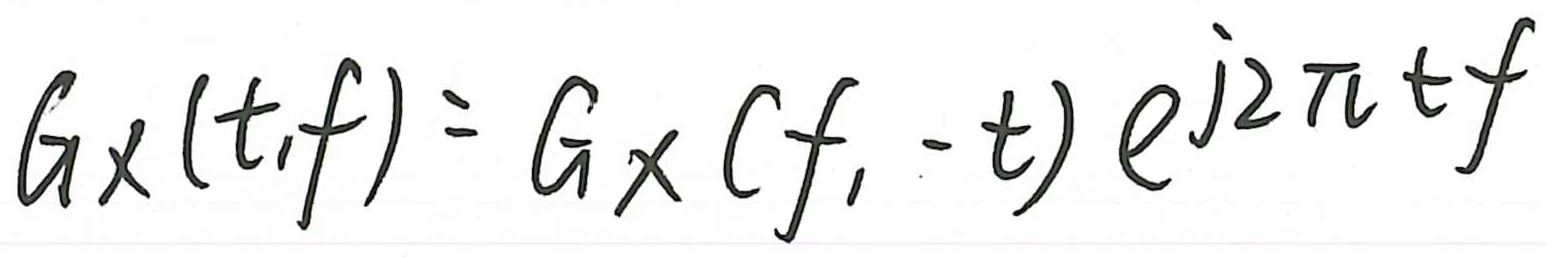 Gx(t,f) = Gx(f,-t) e^{j2πtf}